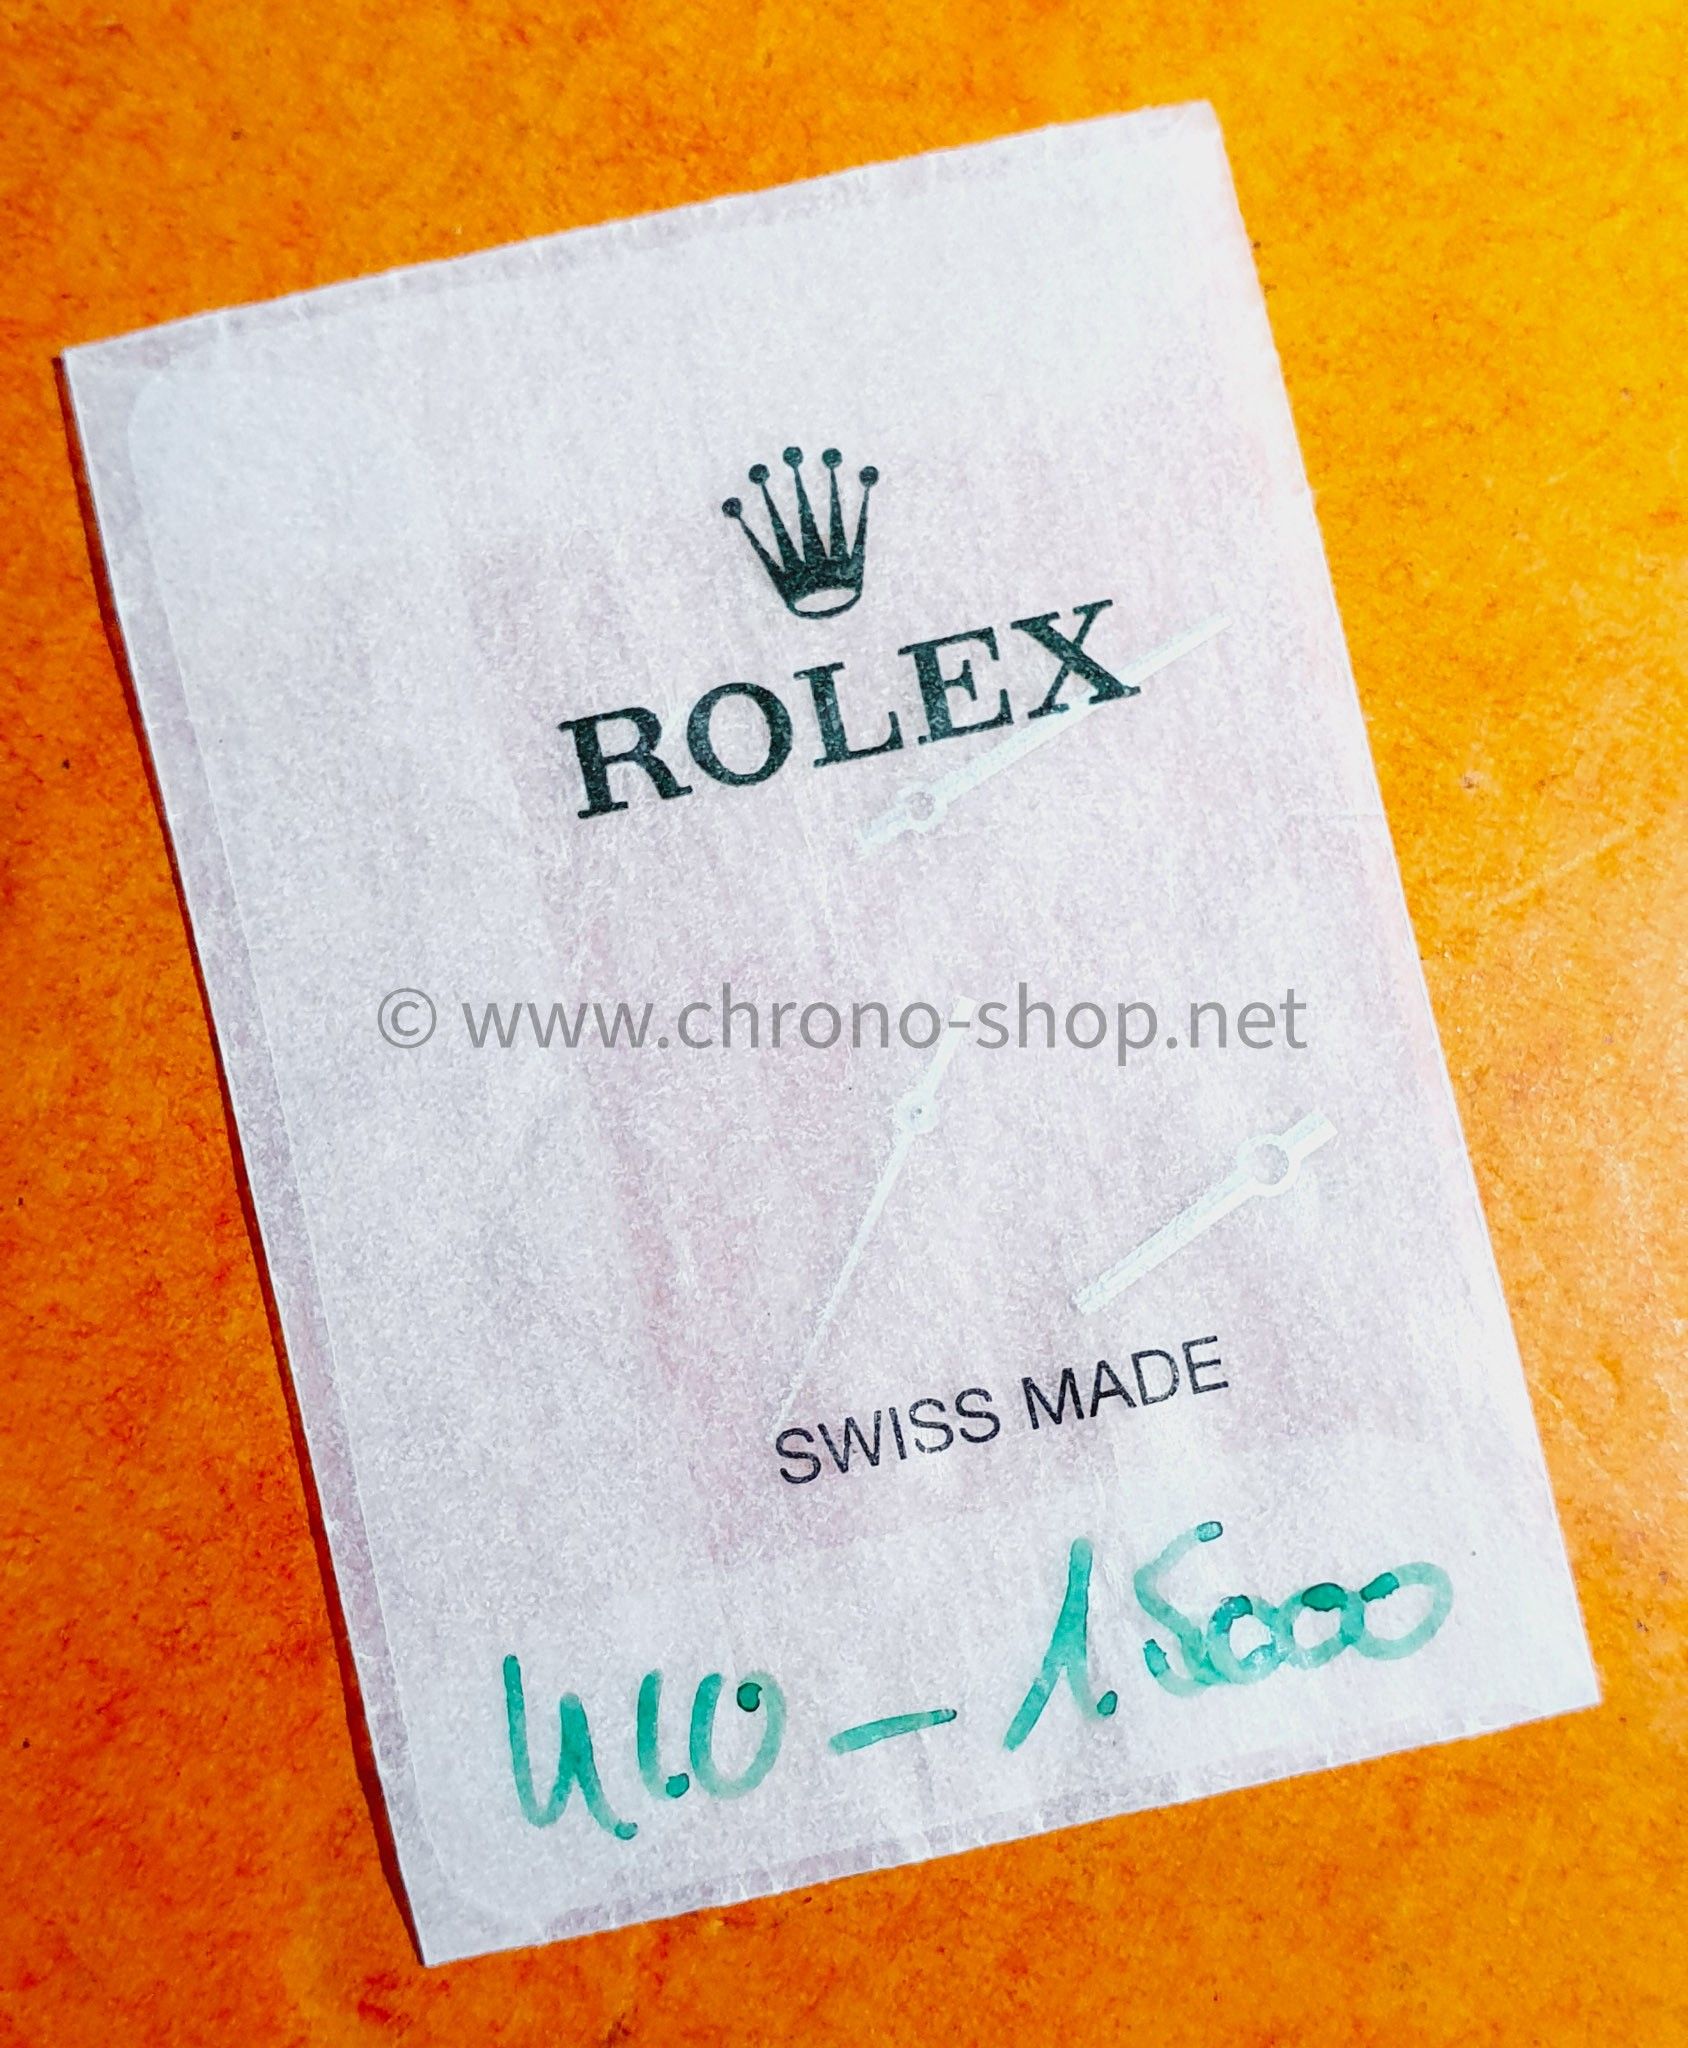 ROLEX
© www.chrono-shop.net
SWISS MADE
410 - 1.5000